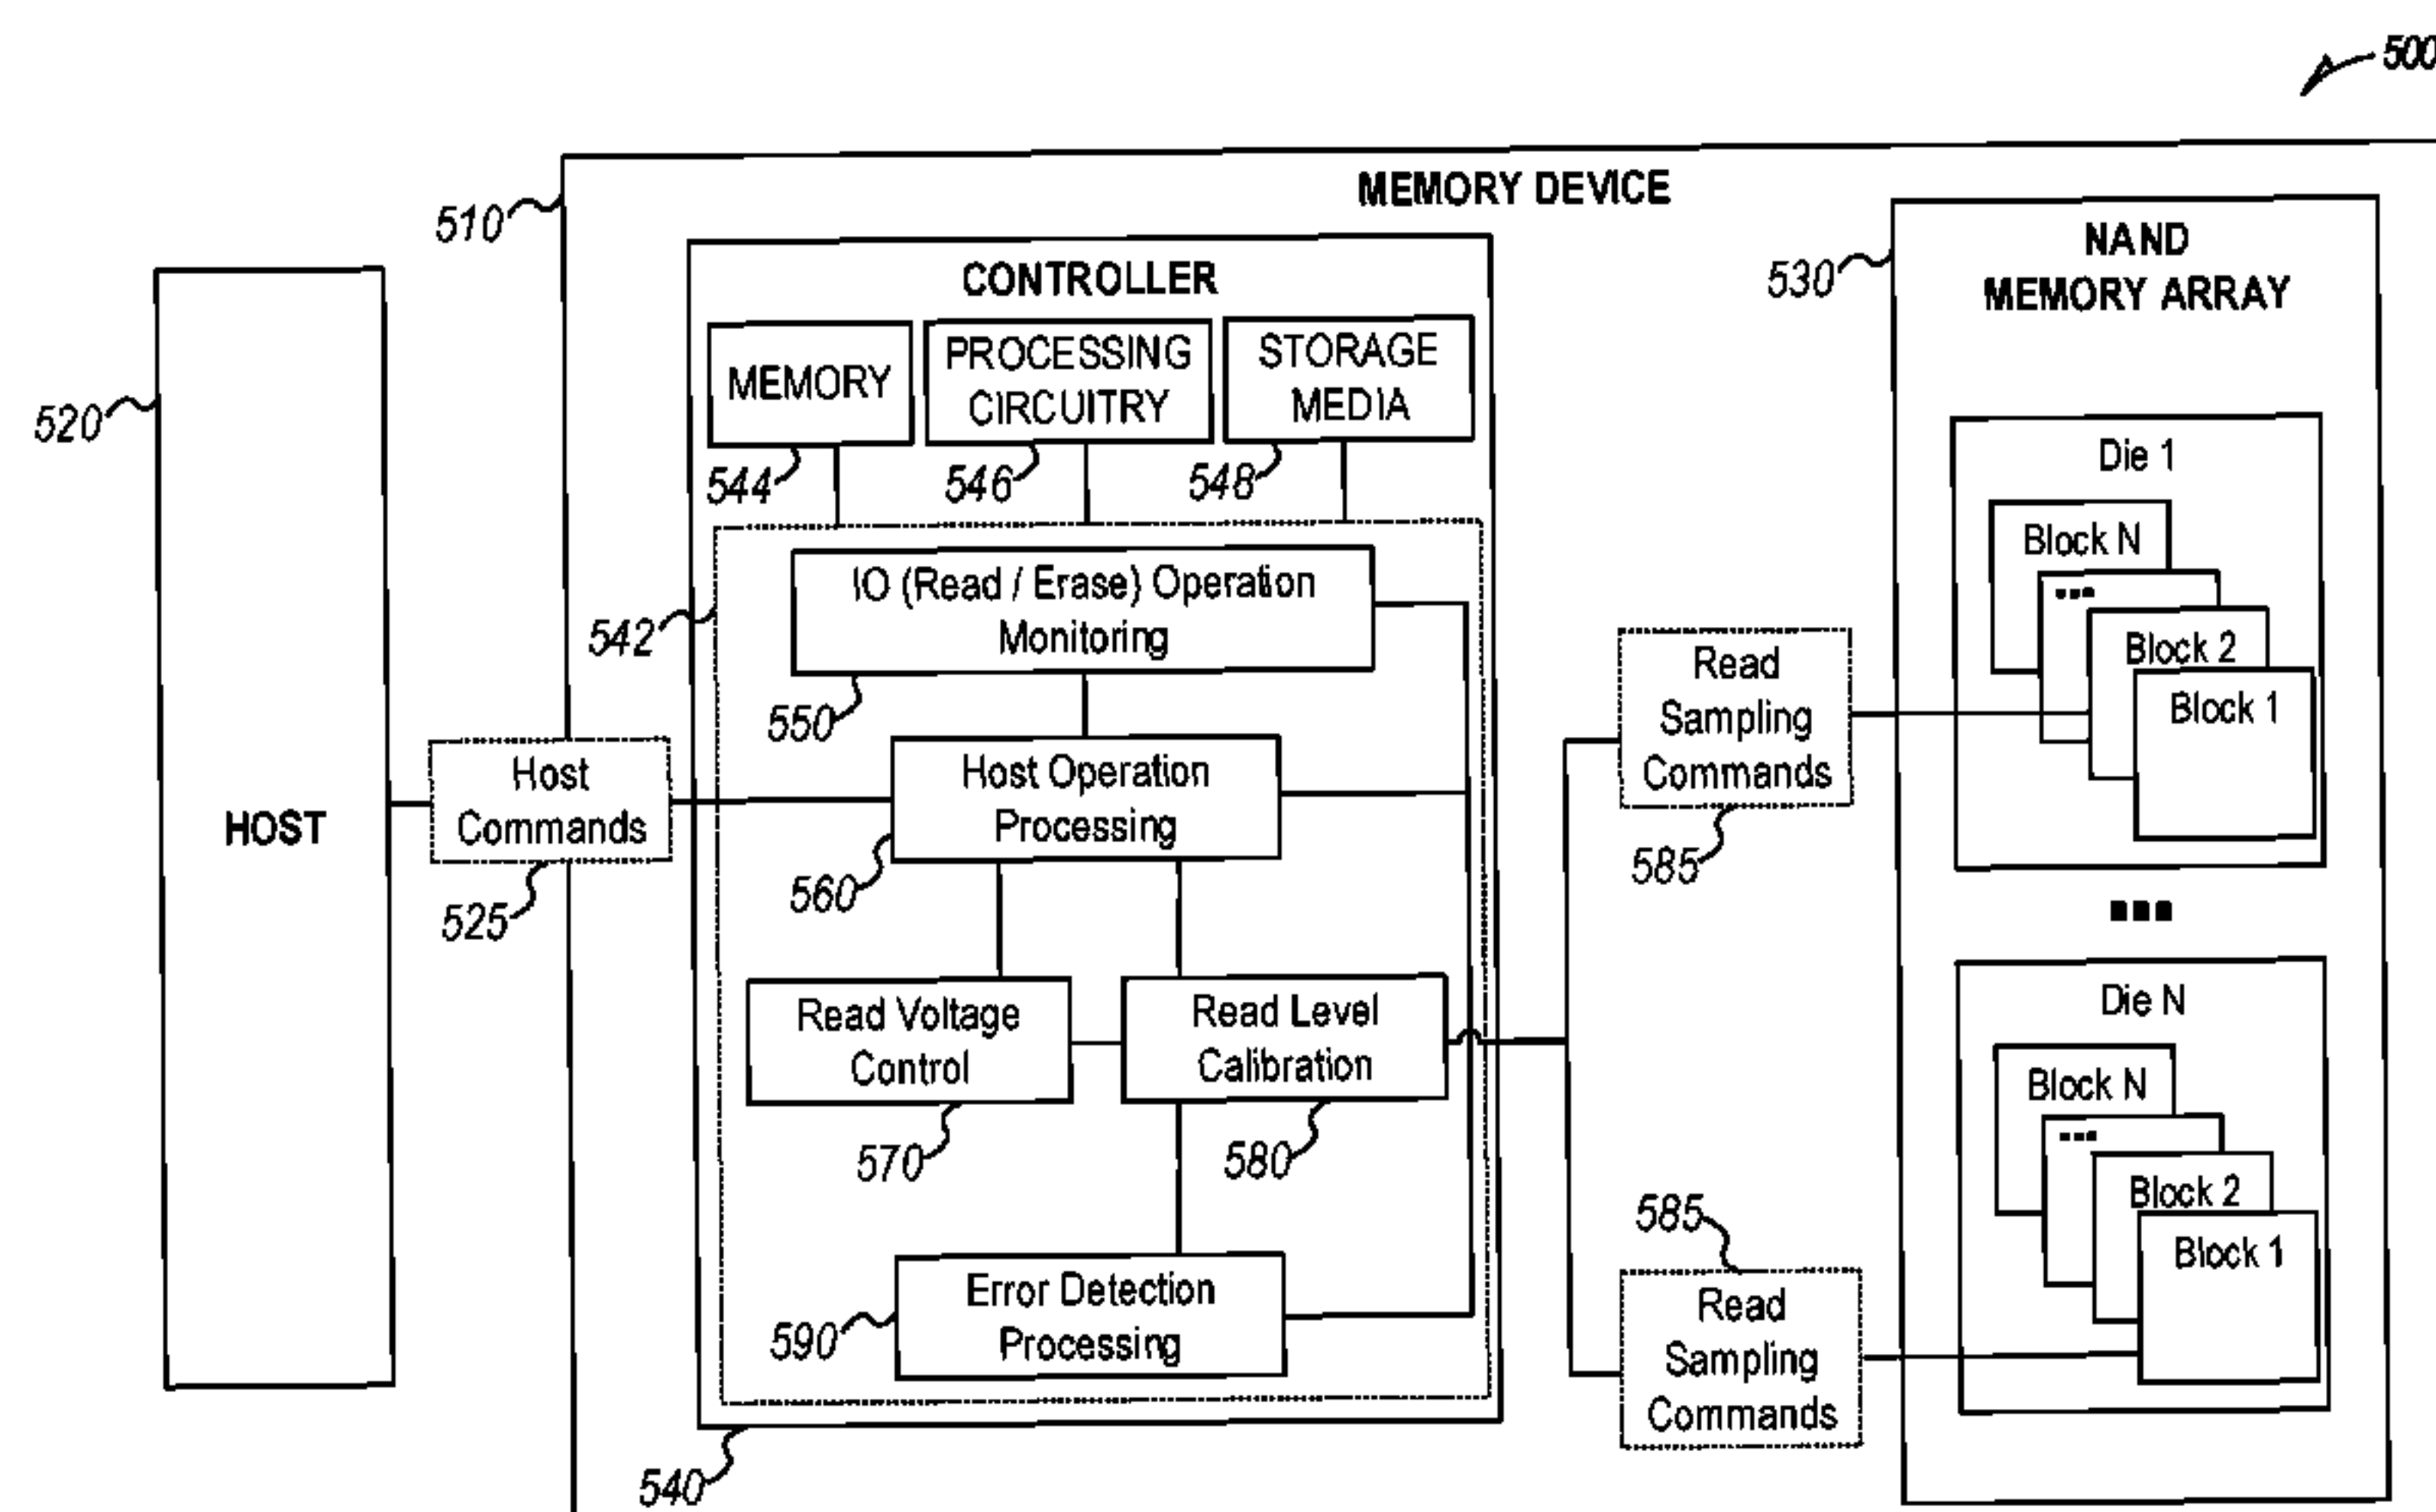 500
MEMORY DEVICE
510
CONTROLLER
NAND
MEMORY ARRAY
530
MEMORY
PROCESSING
CIRCUITRY
STORAGE
MEDIA
520
544
546
548
Die 1
Block N
...
Block 2
Block 1
IO (Read / Erase) Operation
Monitoring
542
550
Read
Sampling
Commands
585
Host
Commands
525
HOST
Host Operation
Processing
560
...
Read Voltage
Control
570
Read Level
Calibration
580
Die N
Block N
...
Block 2
Block 1
585
Read
Sampling
Commands
Error Detection
Processing
590
540